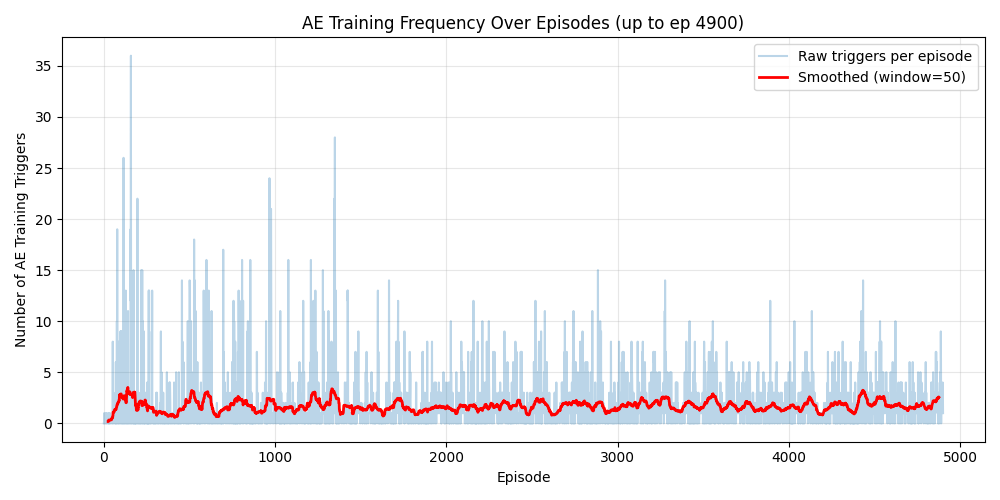 AE Training Frequency Over Episodes (up to ep 4900)
Raw triggers per episode
Smoothed (window=50)
Number of AE Training Triggers
35
30
25
20
15
10
5
0
0 1000 2000 3000 4000 5000
Episode